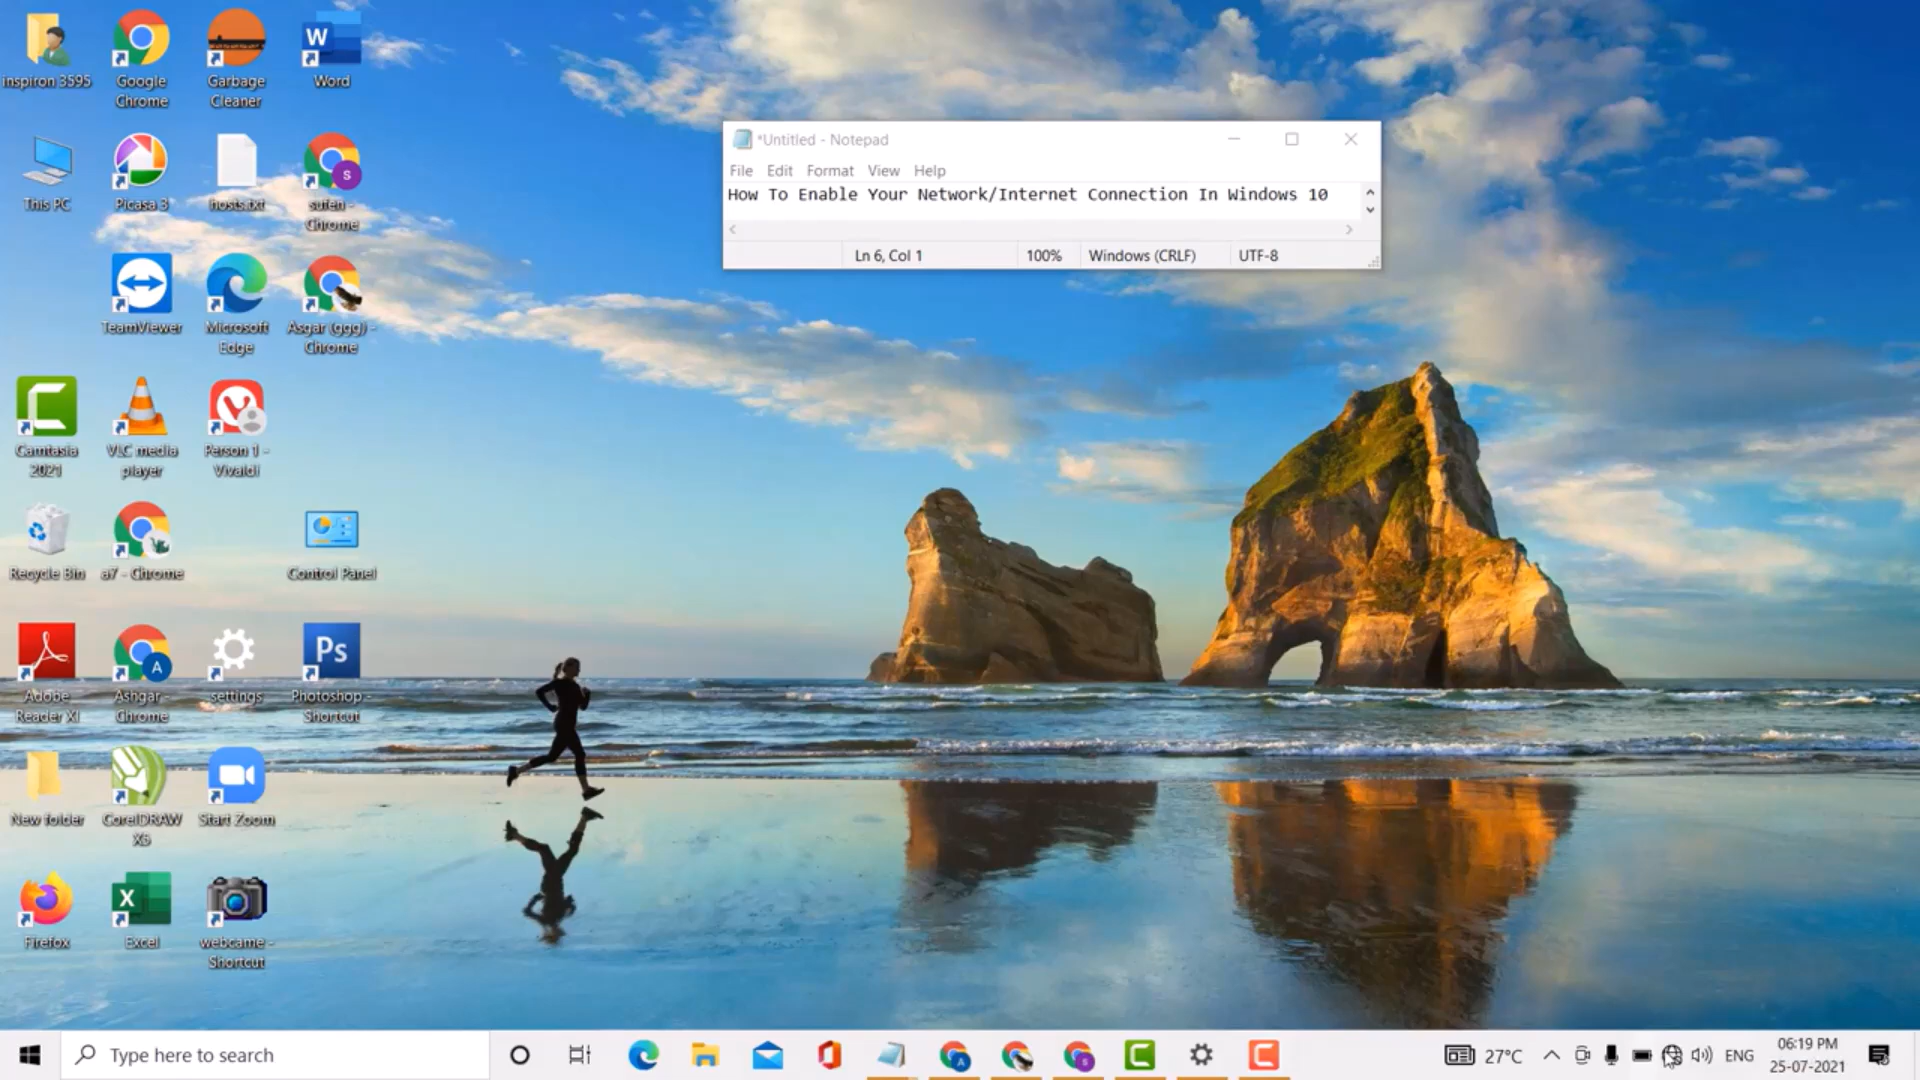 inspiron 3595
Google Chrome
Garbage Cleaner
W
Word
This PC
Picasa 3
hosts.txt
S
sufen - Chrome
TeamViewer
Microsoft Edge
Asgar (ggg) - Chrome
Camtasia 2021
VLC media player
Person 1 - Vivaldi
Recycle Bin
a7 - Chrome
Control Panel
Adobe Reader XI
A
Ashgar - Chrome
settings
Ps
Photoshop - Shortcut
New folder
CorelDRAW X5
Start Zoom
Firefox
X
Excel
webcame - Shortcut
*Untitled - Notepad
File Edit Format View Help
How To Enable Your Network/Internet Connection In Windows 10
Ln 6, Col 1 100% Windows (CRLF) UTF-8
Type here to search
A
S
27°C
ENG
06:19 PM
25-07-2021